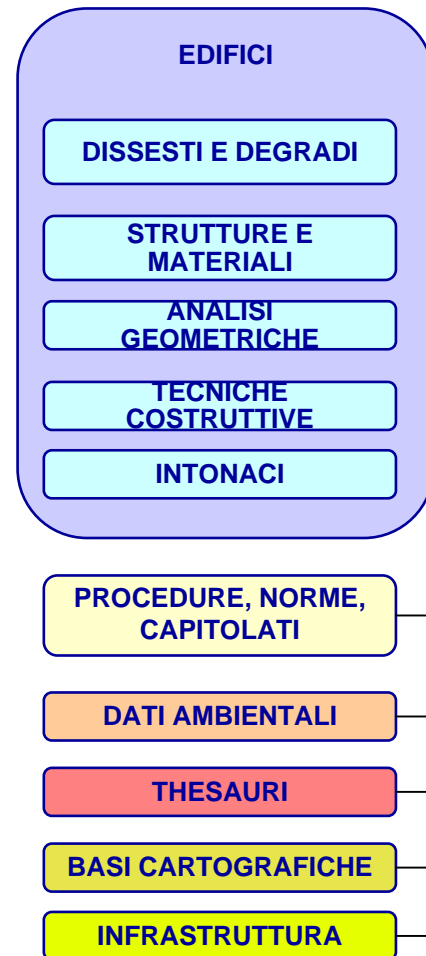 EDIFICI
DISSESTI E DEGRADI
STRUTTURE E
MATERIALI
ANALISI
GEOMETRICHE
TECNICHE
COSTRUTTIVE
INTONACI
PROCEDURE, NORME,
CAPITOLATI
DATI AMBIENTALI
THESAURI
BASI CARTOGRAFICHE
INFRASTRUTTURA